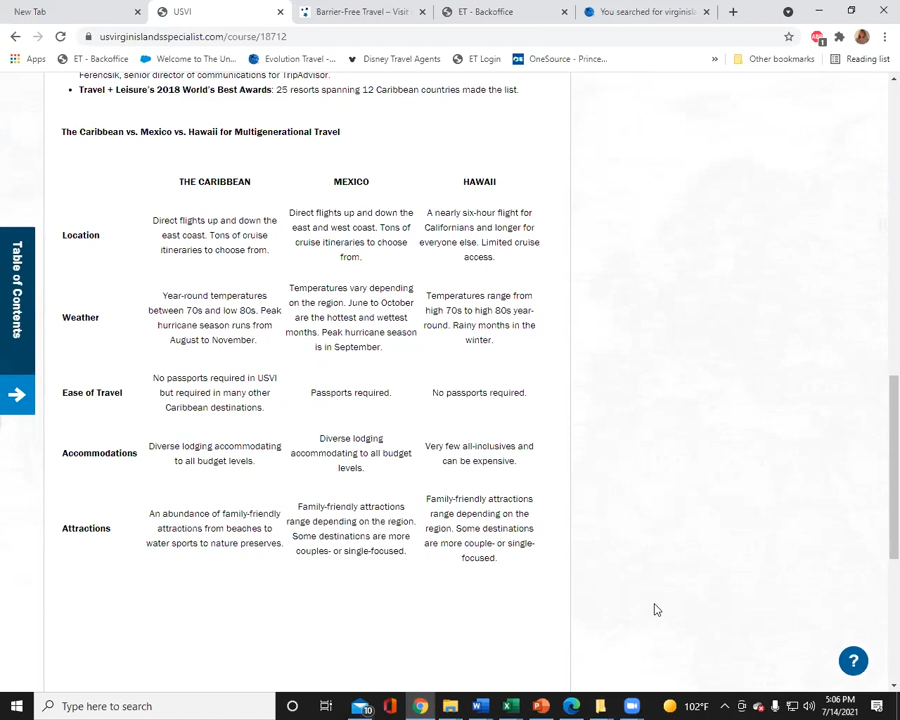 New Tab
USVI
Barrier-Free Travel – Visit
ET - Backoffice
You searched for virginisl
usvirginislandsspecialist.com/course/18712
Apps
ET - Backoffice
Welcome to The Un...
Evolution Travel -...
Disney Travel Agents
ET Login
OneSource - Prince...
»
Other bookmarks
Reading list
Ferencsik, senior director of communications for TripAdvisor.
• Travel + Leisure's 2018 World's Best Awards: 25 resorts spanning 12 Caribbean countries made the list.
The Caribbean vs. Mexico vs. Hawaii for Multigenerational Travel
THE CARIBBEAN
MEXICO
HAWAII
Location
Direct flights up and down the
east coast. Tons of cruise
itineraries to choose from.
Direct flights up and down the
east and west coast. Tons of
cruise itineraries to choose
from.
A nearly six-hour flight for
Californians and longer for
everyone else. Limited cruise
access.
Weather
Year-round temperatures
between 70s and low 80s. Peak
hurricane season runs from
August to November.
Temperatures vary depending
on the region. June to October
are the hottest and wettest
months. Peak hurricane season
is in September.
Temperatures range from
high 70s to high 80s year-
round. Rainy months in the
winter.
Ease of Travel
No passports required in USVI
but required in many other
Caribbean destinations.
Passports required.
No passports required.
Accommodations
Diverse lodging accommodating
to all budget levels.
Diverse lodging
accommodating to all budget
levels.
Very few all-inclusives and
can be expensive.
Attractions
An abundance of family-friendly
attractions from beaches to
water sports to nature preserves.
Family-friendly attractions
range depending on the region.
Some destinations are more
couples- or single-focused.
Family-friendly attractions
range depending on the
region. Some destinations
are more couple- or single-
focused.
Table of Contents
?
Type here to search
10
102°F
5:06 PM
7/14/2021